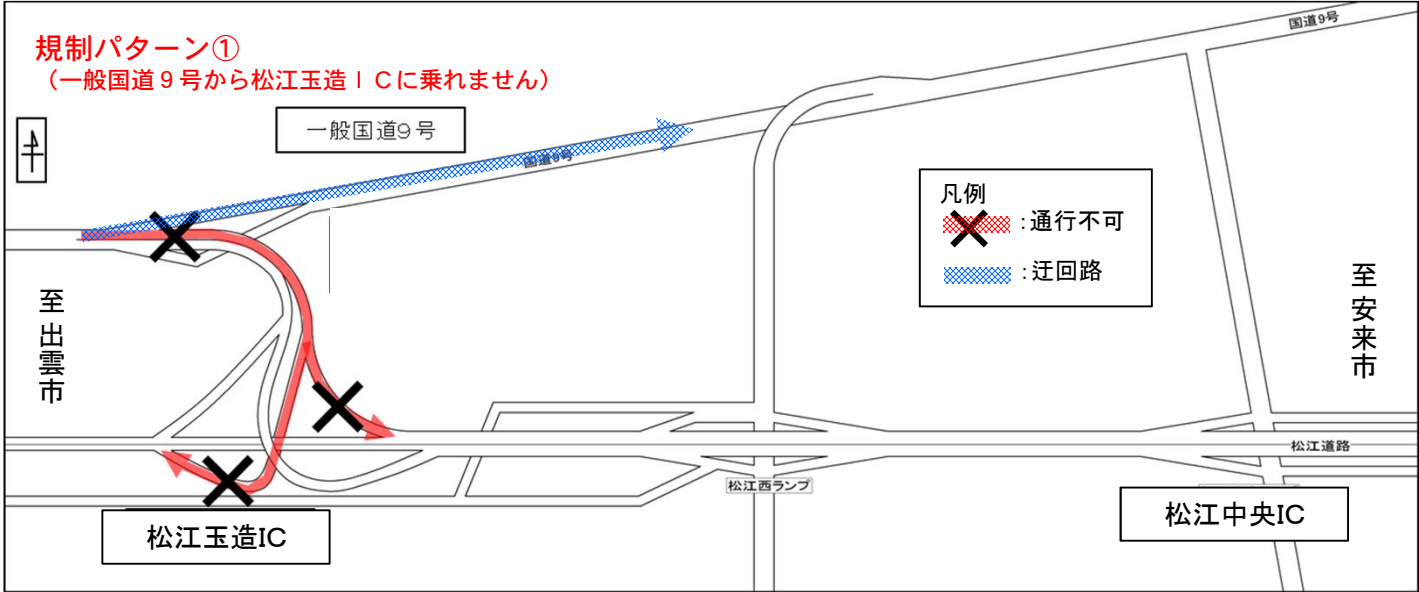 規制パターン①
（一般国道９号から松江玉造ＩＣに乗れません）
国道9号
一般国道9号
国道9号
凡例
：通行不可
：迂回路
至出雲市
至安来市
松江道路
松江西ランプ
松江玉造IC
松江中央IC